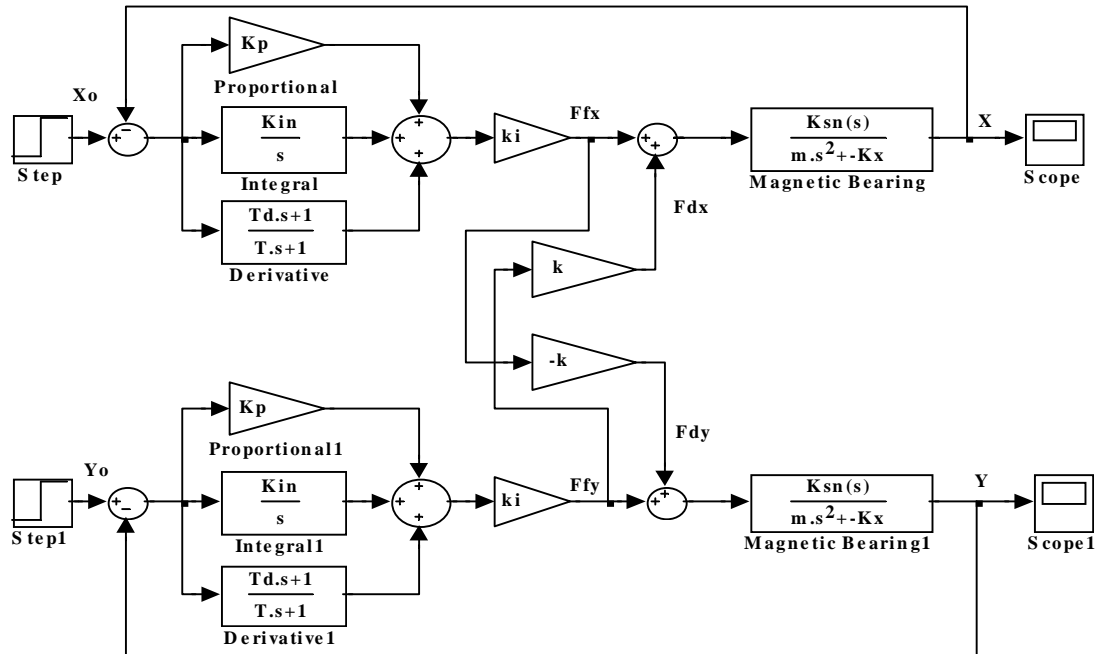 Kp
Proportional
Xo
+
−
Step
Kin
s
Integral
Td.s+1
T.s+1
Derivative
+
+
+
ki
Ffx
+
+
Fdx
Ksn(s)
m.s2+-Kx
Magnetic Bearing
X
Scope
k
-k
Kp
Proportional1
Yo
+
−
Step1
Kin
s
Integral1
Td.s+1
T.s+1
Derivative1
+
+
+
ki
Ffy
Fdy
+
+
Ksn(s)
m.s2+-Kx
Magnetic Bearing1
Y
Scope1